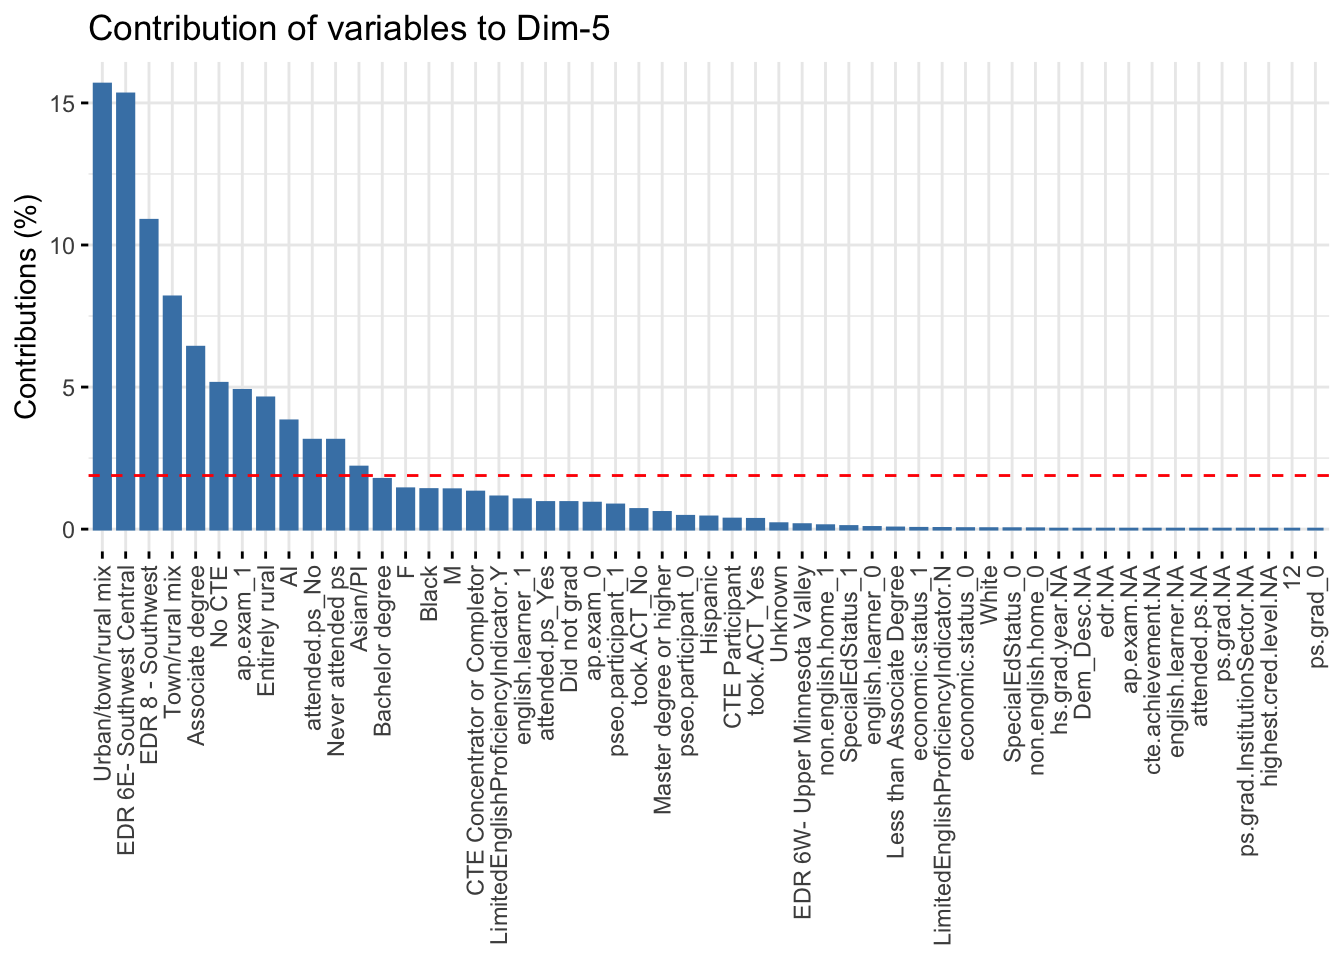 Contribution of variables to Dim-5
Contributions (%)
15
10
5
0
Urban/town/rural mix
EDR 6E- Southwest Central
EDR 8 - Southwest
Town/rural mix
Associate degree
No CTE
ap.exam_1
Entirely rural
AI
attended.ps_No
Never attended ps
Asian/PI
Bachelor degree
F
Black
M
CTE Concentrator or Completor
LimitedEnglishProficiencyIndicator.Y
english.learner_1
attended.ps_Yes
Did not grad
ap.exam_0
pseo.participant_1
took.ACT_No
Master degree or higher
pseo.participant_0
Hispanic
CTE Participant
took.ACT_Yes
Unknown
EDR 6W- Upper Minnesota Valley
non.english.home_1
SpecialEdStatus_1
english.learner_0
Less than Associate Degree
economic.status_1
LimitedEnglishProficiencyIndicator.N
economic.status_0
White
SpecialEdStatus_0
non.english.home_0
hs.grad.year.NA
Dem_Desc.NA
edr.NA
ap.exam.NA
cte.achievement.NA
english.learner.NA
attended.ps.NA
ps.grad.NA
ps.grad.InstitutionSector.NA
highest.cred.level.NA
12
ps.grad_0